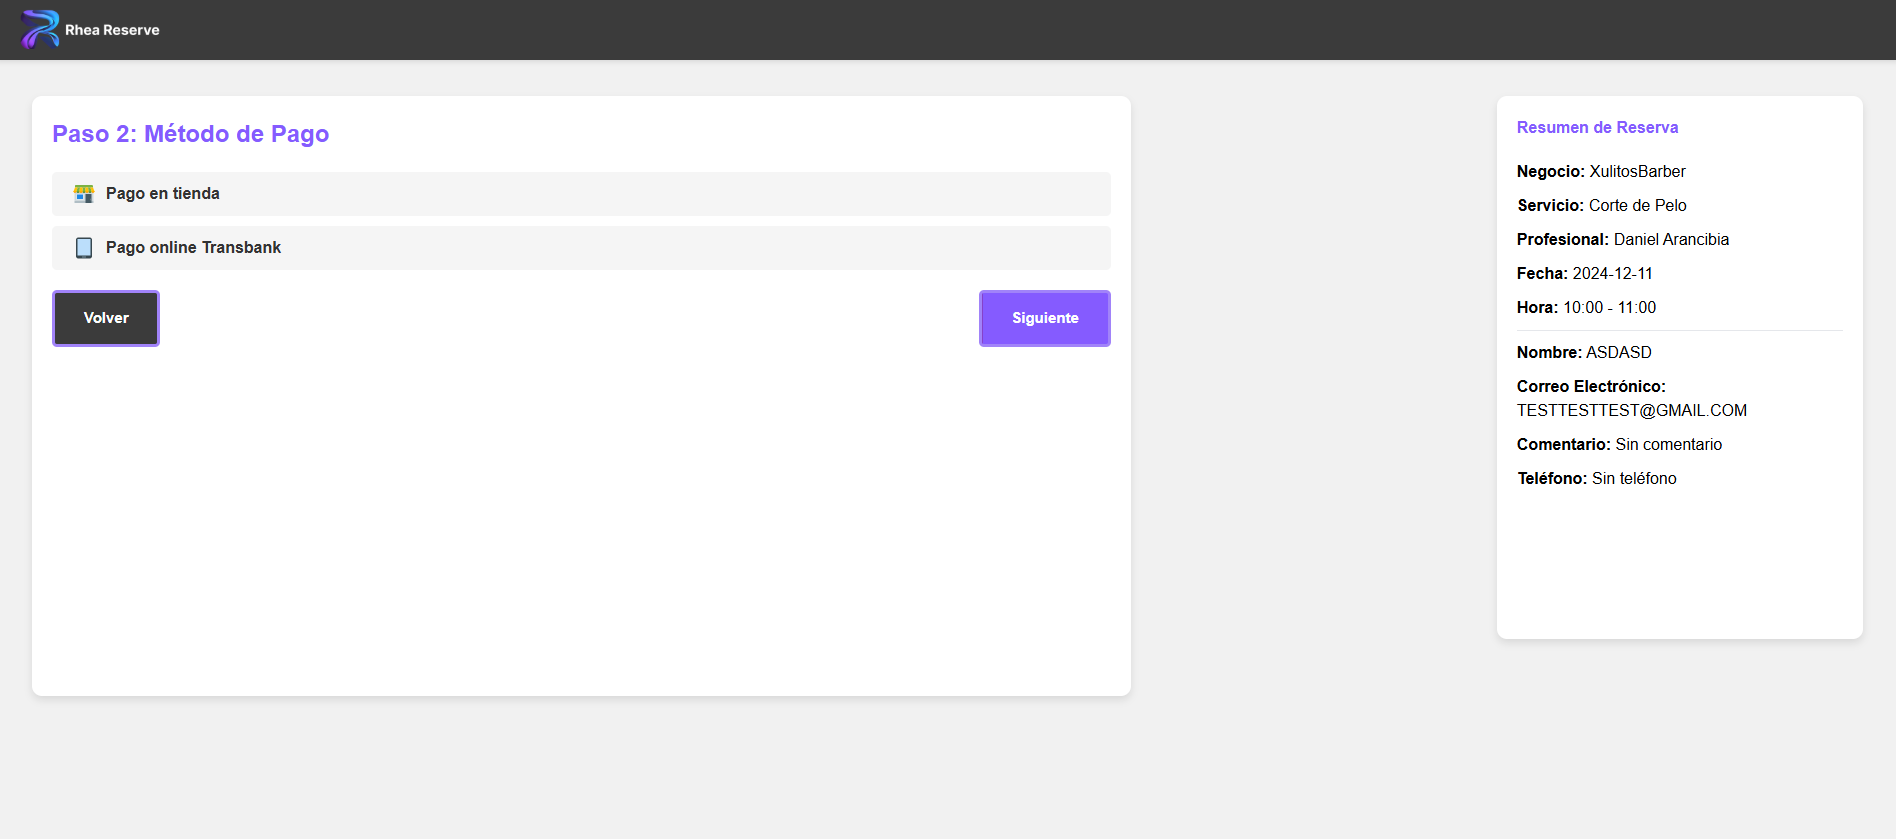 Rhea Reserve
Paso 2: Método de Pago
Pago en tienda
Pago online Transbank
Volver
Siguiente
Resumen de Reserva
Negocio: XulitosBarber
Servicio: Corte de Pelo
Profesional: Daniel Arancibia
Fecha: 2024-12-11
Hora: 10:00 - 11:00
Nombre: ASDASD
Correo Electrónico:
TESTTESTTEST@GMAIL.COM
Comentario: Sin comentario
Teléfono: Sin teléfono